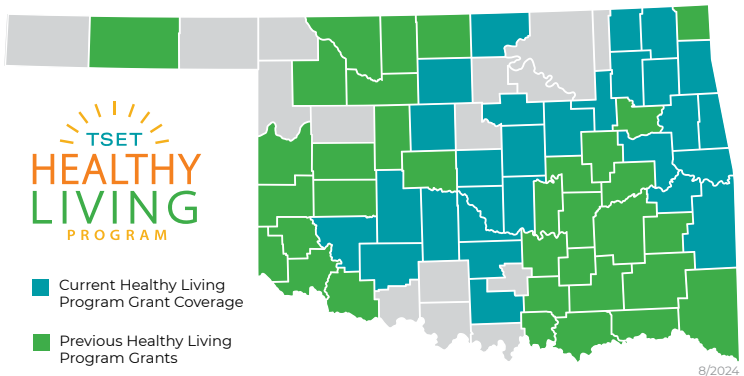 TSET
HEALTHY
LIVING
PROGRAM
Current Healthy Living
Program Grant Coverage
Previous Healthy Living
Program Grants
8/2024